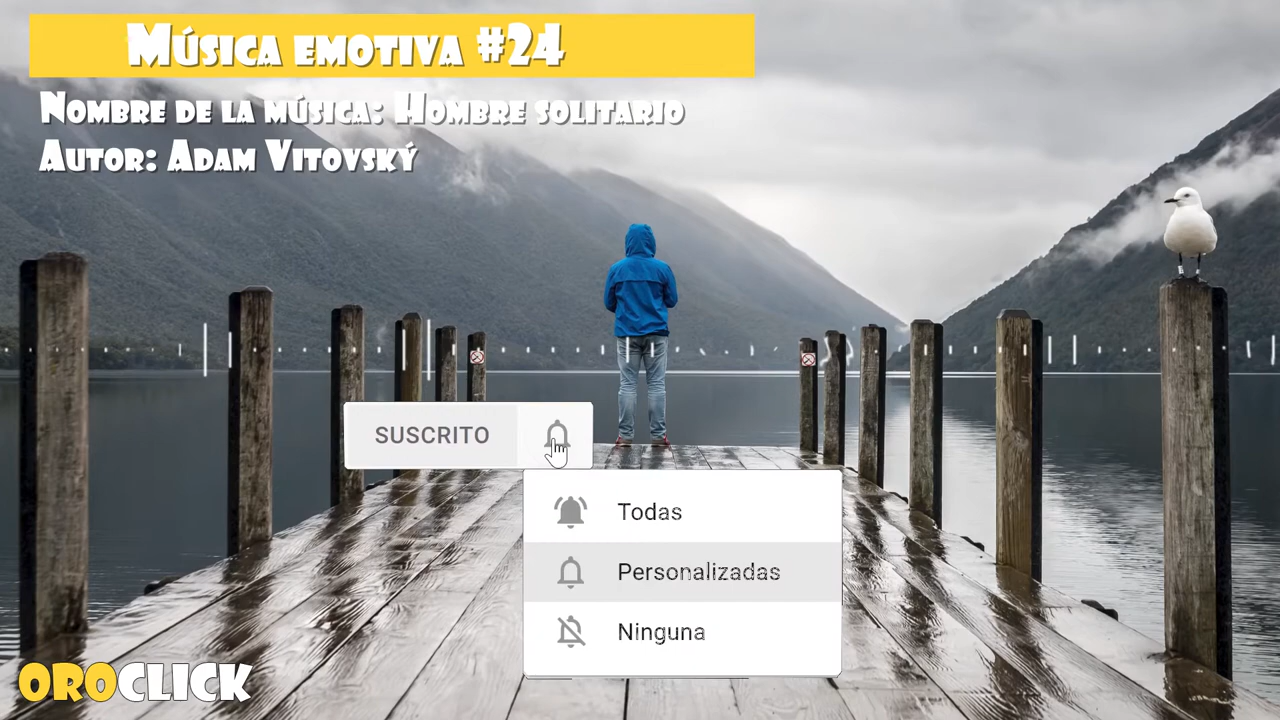 Música emotiva #24
Nombre de la música: Hombre solitario
Autor: Adam Vitovský
SUSCRITO
Todas
Personalizadas
Ninguna
OROCLICK